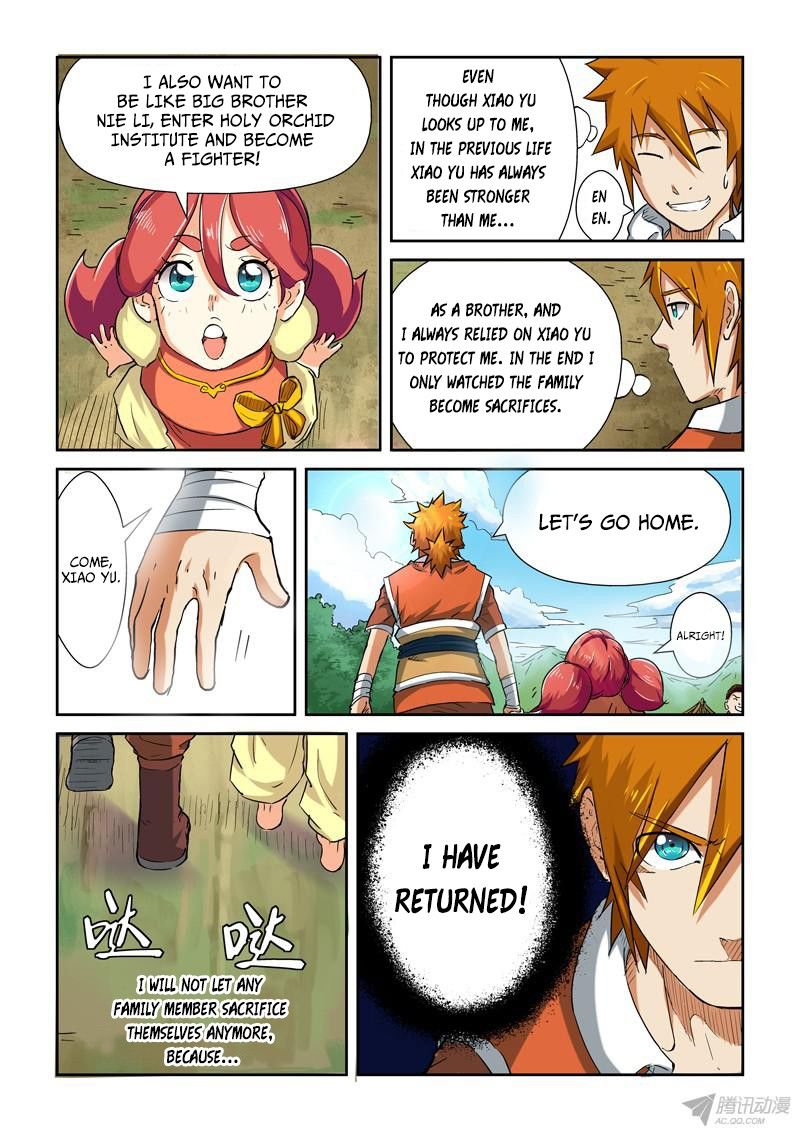 I ALSO WANT TO
BE LIKE BIG BROTHER
NIE LI, ENTER HOLY ORCHID
INSTITUTE AND BECOME
A FIGHTER!
EVEN
THOUGH XIAO YU
LOOKS UP TO ME,
IN THE PREVIOUS LIFE
XIAO YU HAS ALWAYS
BEEN STRONGER
THAN ME...
EN
EN.
AS A BROTHER, AND
I ALWAYS RELIED ON XIAO YU
TO PROTECT ME. IN THE END I
ONLY WATCHED THE FAMILY
BECOME SACRIFICES.
COME,
XIAO YU.
LET'S GO HOME.
ALRIGHT!
哒 哒
I WILL NOT LET ANY
FAMILY MEMBER SACRIFICE
THEMSELVES ANYMORE,
BECAUSE...
I HAVE
RETURNED!
腾讯动漫
AC.QQ.COM